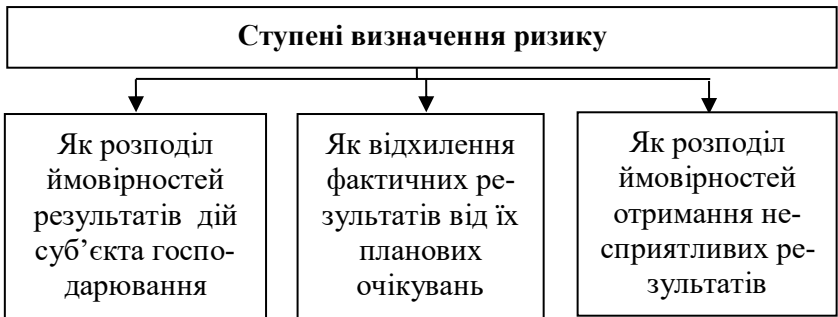 Ступені визначення ризику
Як розподіл
ймовірностей
результатів дій
суб’єкта госпо-
дарювання
Як відхилення
фактичних ре-
зультатів від їх
планових
очікувань
Як розподіл
ймовірностей
отримання не-
сприятливих ре-
зультатів